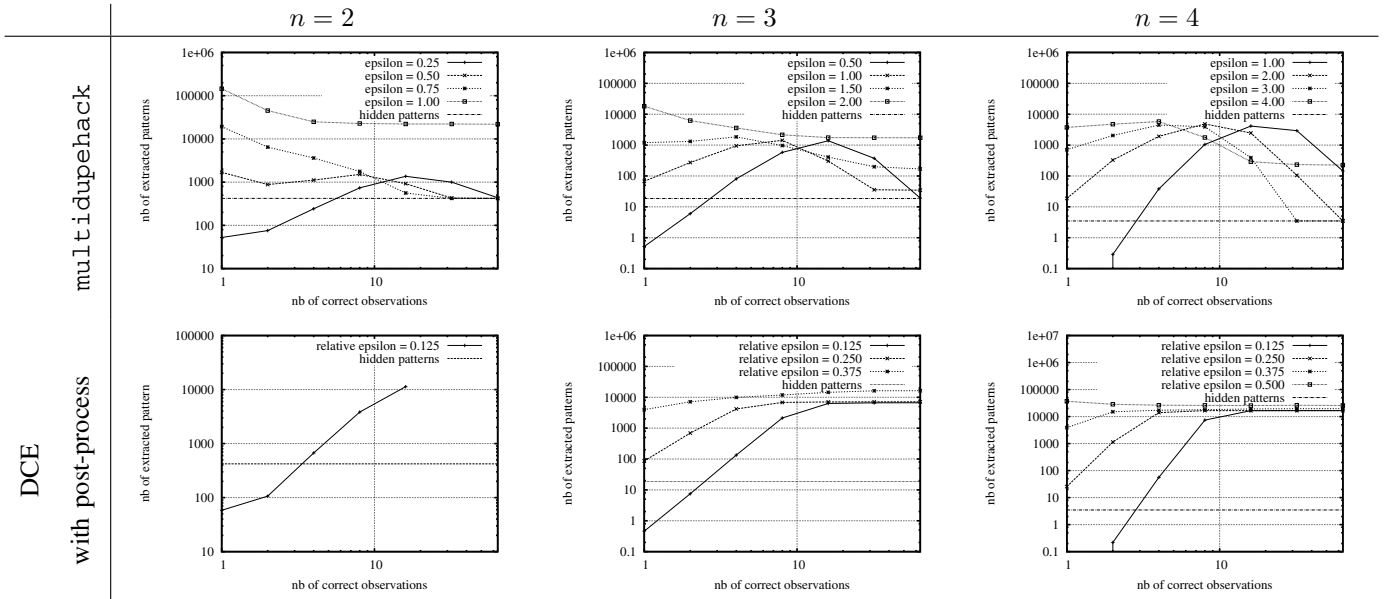 n = 2
n = 3
n = 4
multidupehack
1e+06
100000
10000
1000
100
10
1
10
nb of extracted patterns
nb of correct observations
epsilon = 0.25
epsilon = 0.50
epsilon = 0.75
epsilon = 1.00
hidden patterns
1e+06
100000
10000
1000
100
10
1
0.1
1
10
nb of extracted patterns
nb of correct observations
epsilon = 0.50
epsilon = 1.00
epsilon = 1.50
epsilon = 2.00
hidden patterns
1e+06
100000
10000
1000
100
10
1
0.1
1
10
nb of extracted patterns
nb of correct observations
epsilon = 1.00
epsilon = 2.00
epsilon = 3.00
epsilon = 4.00
hidden patterns
DCE
with post-process
100000
10000
1000
100
10
1
10
nb of extracted pattern
nb of correct observations
relative epsilon = 0.125
hidden patterns
1e+06
100000
10000
1000
100
10
1
0.1
1
10
nb of extracted patterns
nb of correct observations
relative epsilon = 0.125
relative epsilon = 0.250
relative epsilon = 0.375
hidden patterns
1e+07
1e+06
100000
10000
1000
100
10
1
0.1
1
10
nb of extracted patterns
nb of correct observations
relative epsilon = 0.125
relative epsilon = 0.250
relative epsilon = 0.375
relative epsilon = 0.500
hidden patterns